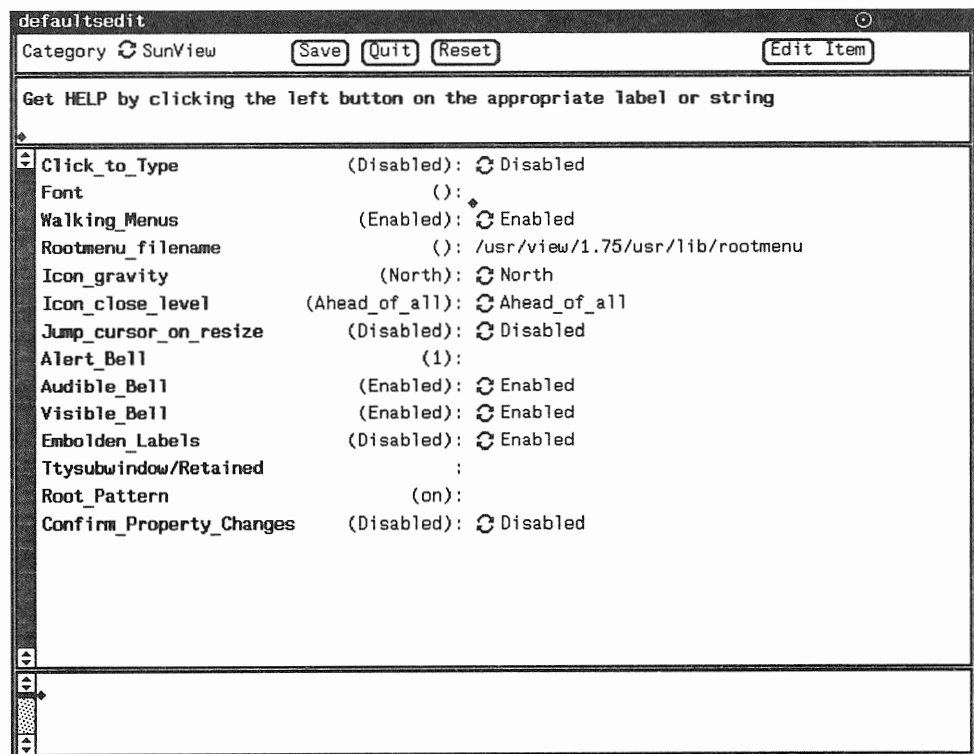 defaultsedit
Category SunView Save Quit Reset Edit Item
Get HELP by clicking the left button on the appropriate label or string
Click_to_Type (Disabled): Disabled
Font ():
Walking_Menus (Enabled): Enabled
Rootmenu_filename (): /usr/view/1.75/usr/lib/rootmenu
Icon_gravity (North): North
Icon_close_level (Ahead_of_all): Ahead_of_all
Jump_cursor_on_resize (Disabled): Disabled
Alert_Bell (1):
Audible_Bell (Enabled): Enabled
Visible_Bell (Enabled): Enabled
Embolden_Labels (Disabled): Enabled
Ttysubwindow/Retained :
Root_Pattern (on):
Confirm_Property_Changes (Disabled): Disabled